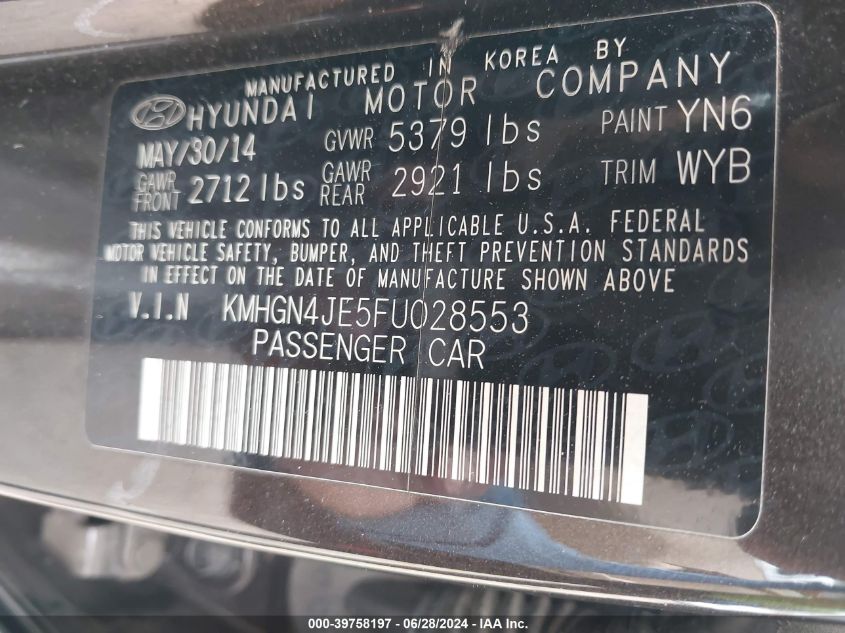 MANUFACTURED IN KOREA BY
HYUNDAI MOTOR COMPANY
MAY/30/14 GVWR 5379 lbs PAINT YN6
GAWR FRONT 2712 lbs GAWR REAR 2921 lbs TRIM WYB
THIS VEHICLE CONFORMS TO ALL APPLICABLE U.S.A. FEDERAL
MOTOR VEHICLE SAFETY, BUMPER, AND THEFT PREVENTION STANDARDS
IN EFFECT ON THE DATE OF MANUFACTURE SHOWN ABOVE
V.I.N KMHGN4JE5FU028553
PASSENGER CAR
000-39758197 - 06/28/2024 - IAA Inc.